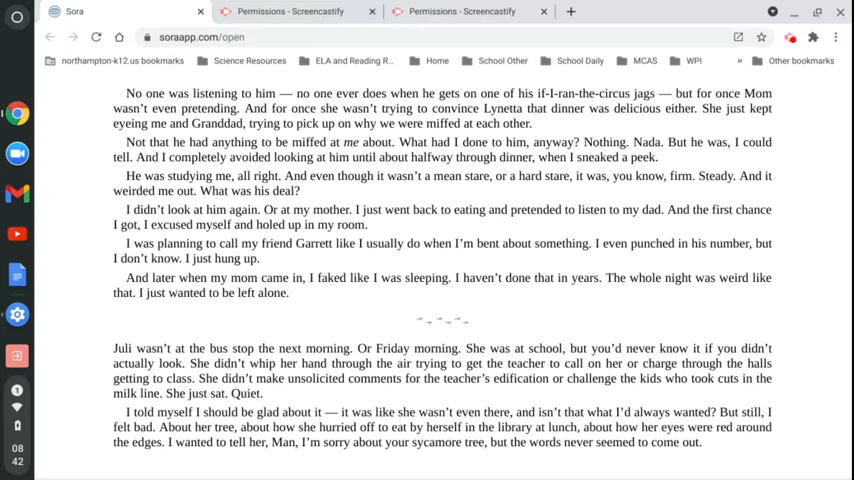 Sora
Permissions - Screencastify
Permissions - Screencastify
soraapp.com/open
northampton-k12.us bookmarks
Science Resources
ELA and Reading R...
Home
School Other
School Daily
MCAS
WPI
»
Other bookmarks
No one was listening to him — no one ever does when he gets on one of his if-I-ran-the-circus jags — but for once Mom
wasn't even pretending. And for once she wasn't trying to convince Lynetta that dinner was delicious either. She just kept
eyeing me and Granddad, trying to pick up on why we were miffed at each other.
Not that he had anything to be miffed at me about. What had I done to him, anyway? Nothing. Nada. But he was, I could
tell. And I completely avoided looking at him until about halfway through dinner, when I sneaked a peek.
He was studying me, all right. And even though it wasn't a mean stare, or a hard stare, it was, you know, firm. Steady. And it
weirded me out. What was his deal?
I didn't look at him again. Or at my mother. I just went back to eating and pretended to listen to my dad. And the first chance
I got, I excused myself and holed up in my room.
I was planning to call my friend Garrett like I usually do when I'm bent about something. I even punched in his number, but
I don't know. I just hung up.
And later when my mom came in, I faked like I was sleeping. I haven't done that in years. The whole night was weird like
that. I just wanted to be left alone.
Juli wasn't at the bus stop the next morning. Or Friday morning. She was at school, but you'd never know it if you didn't
actually look. She didn't whip her hand through the air trying to get the teacher to call on her or charge through the halls
getting to class. She didn't make unsolicited comments for the teacher's edification or challenge the kids who took cuts in the
milk line. She just sat. Quiet.
I told myself I should be glad about it — it was like she wasn't even there, and isn't that what I'd always wanted? But still, I
felt bad. About her tree, about how she hurried off to eat by herself in the library at lunch, about how her eyes were red around
the edges. I wanted to tell her, Man, I'm sorry about your sycamore tree, but the words never seemed to come out.
1
08
42